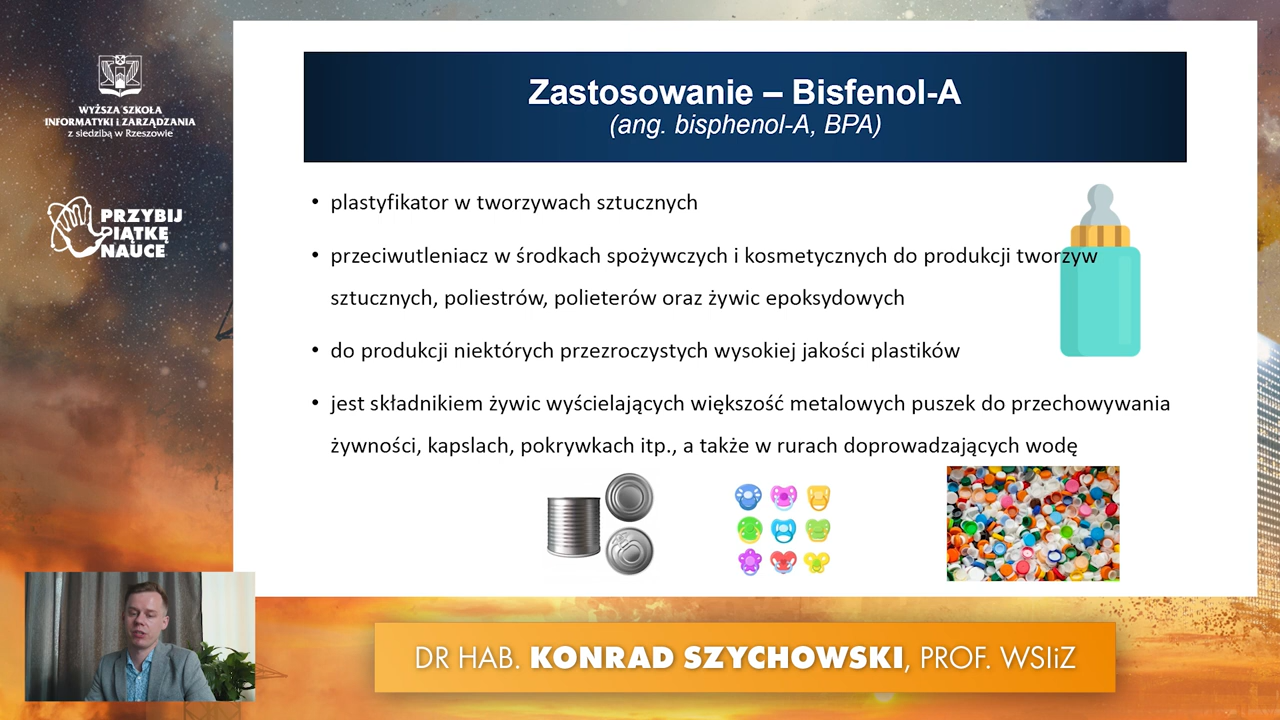 WYŻSZA SZKOŁA
INFORMATYKI i ZARZĄDZANIA
z siedzibą w Rzeszowie
PRZYBIJ
PIĄTKĘ
NAUCE
Zastosowanie – Bisfenol-A
(ang. bisphenol-A, BPA)
• plastyfikator w tworzywach sztucznych
• przeciwutleniacz w środkach spożywczych i kosmetycznych do produkcji tworzyw
sztucznych, poliestrów, polieterów oraz żywic epoksydowych
• do produkcji niektórych przezroczystych wysokiej jakości plastików
• jest składnikiem żywic wyścielających większość metalowych puszek do przechowywania
żywności, kapslach, pokrywkach itp., a także w rurach doprowadzających wodę
DR HAB. KONRAD SZYCHOWSKI, PROF. WSIiZ